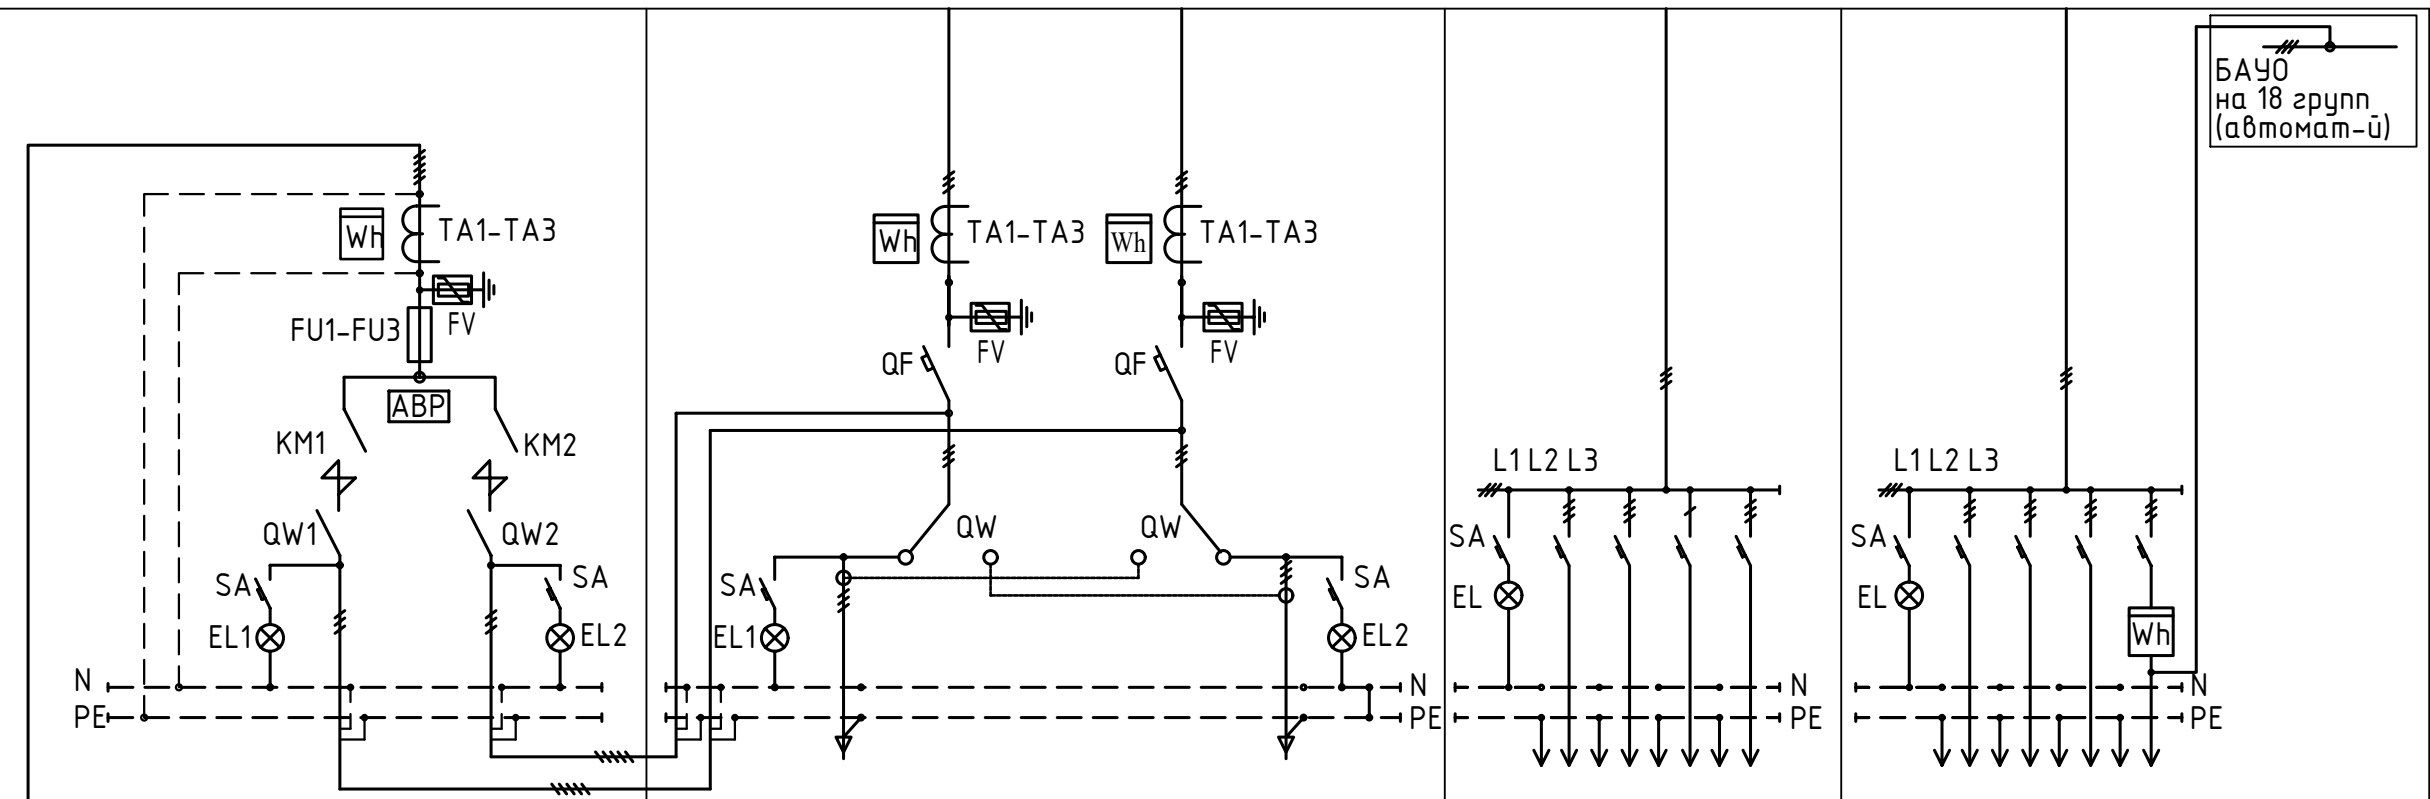 БАУО
на 18 групп
(автомат-й)
Wh
TA1-TA3
FU1-FU3
FV
АВР
KM1
KM2
QW1
QW2
SA
SA
EL1
EL2
N
PE
Wh
TA1-TA3
Wh
TA1-TA3
FV
FV
QF
QF
QW
QW
SA
SA
EL1
EL2
N
PE
L1 L2 L3
SA
EL
N
PE
L1 L2 L3
SA
EL
Wh
N
PE